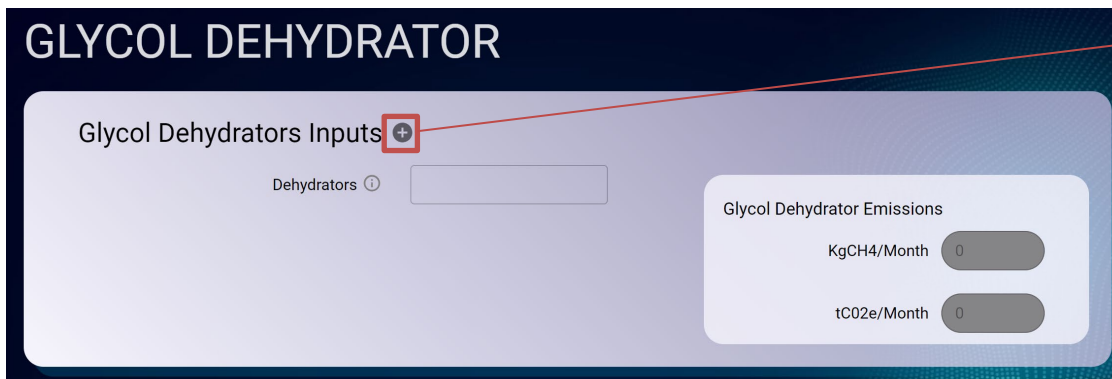 GLYCOL DEHYDRATOR
Glycol Dehydrators Inputs
Dehydrators
Glycol Dehydrator Emissions
KgCH4/Month 0
tC02e/Month 0